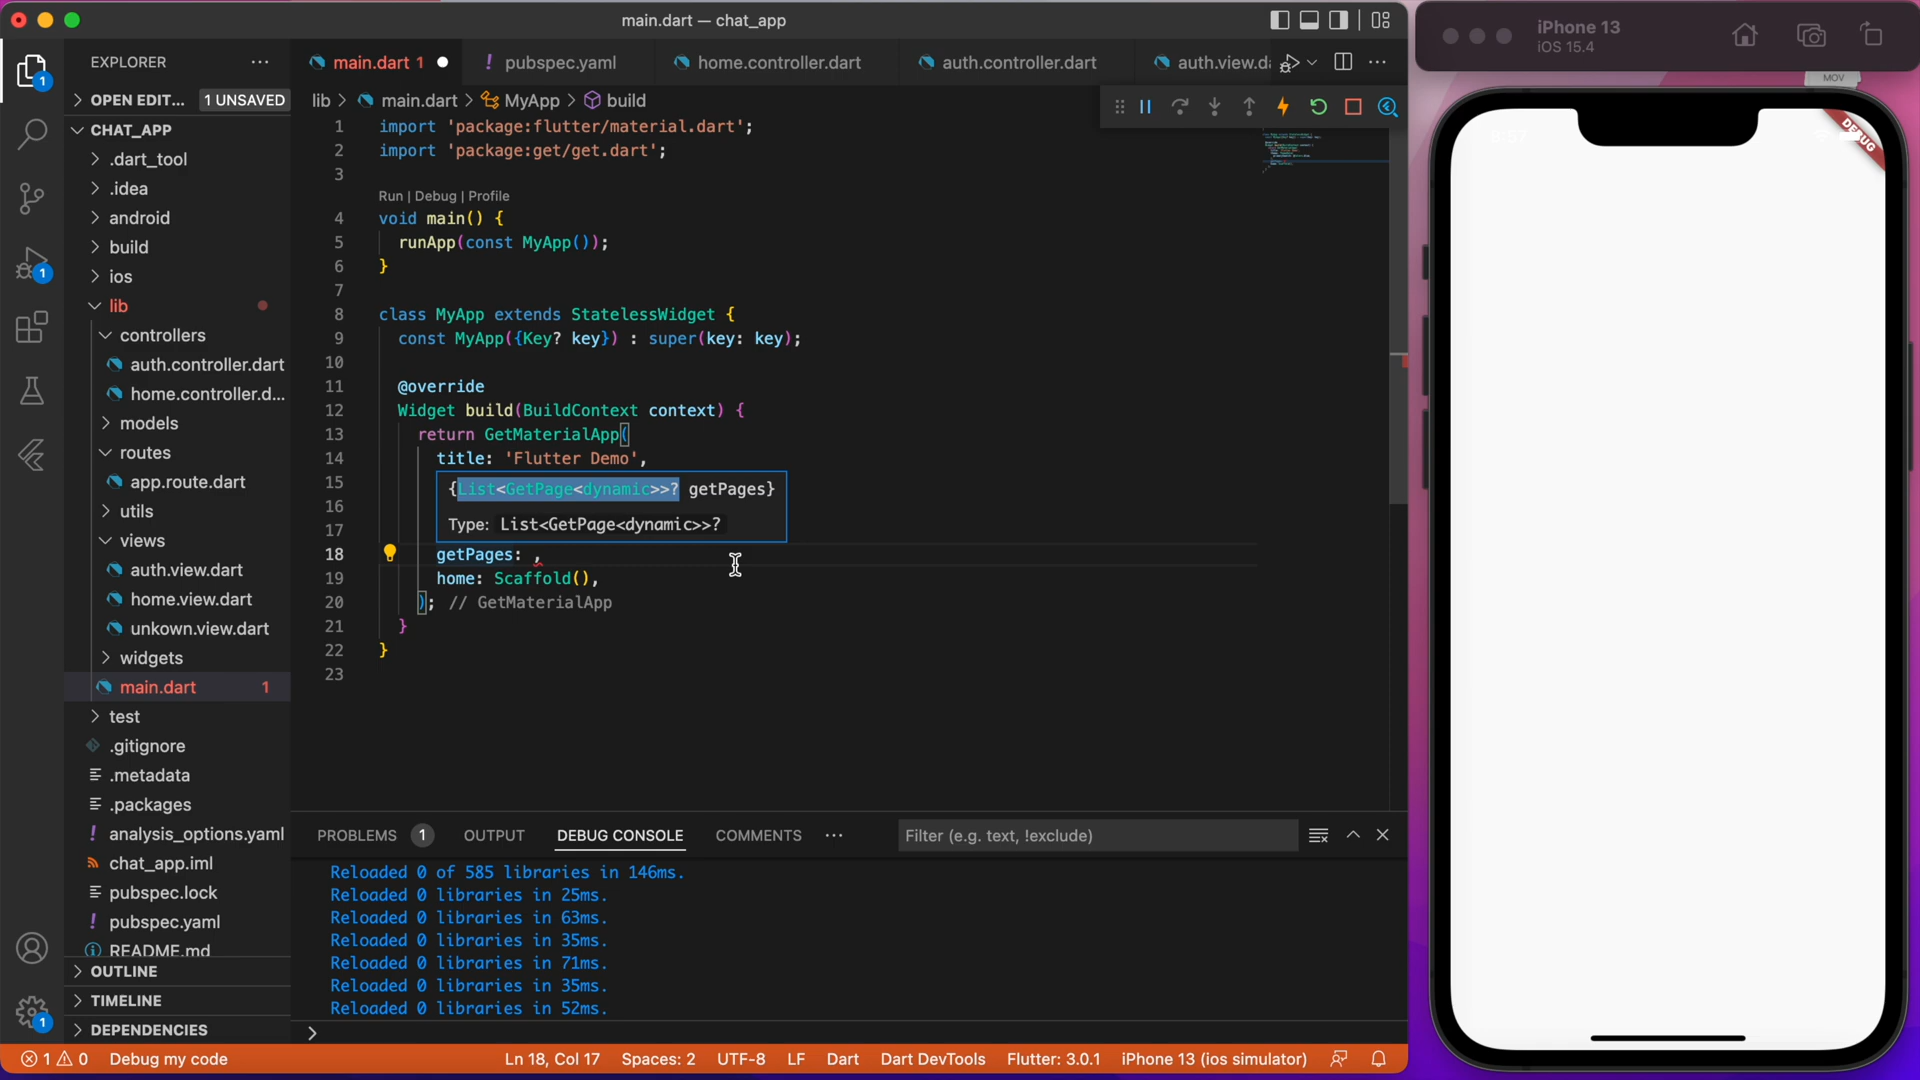 main.dart — chat_app
EXPLORER
OPEN EDIT...
1 UNSAVED
CHAT_APP
.dart_tool
.idea
android
build
ios
lib
controllers
auth.controller.dart
home.controller.d...
models
routes
app.route.dart
utils
views
auth.view.dart
home.view.dart
unkown.view.dart
widgets
main.dart 1
test
.gitignore
.metadata
.packages
analysis_options.yaml
chat_app.iml
pubspec.lock
pubspec.yaml
README.md
OUTLINE
TIMELINE
DEPENDENCIES
1
1
1
main.dart 1
pubspec.yaml
home.controller.dart
auth.controller.dart
auth.view.da
lib > main.dart > MyApp > build
1 import 'package:flutter/material.dart';
2 import 'package:get/get.dart';
3
Run | Debug | Profile
4 void main() {
5 runApp(const MyApp());
6 }
7
8 class MyApp extends StatelessWidget {
9 const MyApp({Key? key}) : super(key: key);
10
11 @override
12 Widget build(BuildContext context) {
13 return GetMaterialApp(
14 title: 'Flutter Demo',
15 {List<GetPage<dynamic>>? getPages}
16
17 Type: List<GetPage<dynamic>>?
18 getPages: ,
19 home: Scaffold(),
20 ); // GetMaterialApp
21 }
22 }
23
PROBLEMS 1
OUTPUT
DEBUG CONSOLE
COMMENTS
Filter (e.g. text, !exclude)
Reloaded 0 of 585 libraries in 146ms.
Reloaded 0 libraries in 25ms.
Reloaded 0 libraries in 63ms.
Reloaded 0 libraries in 35ms.
Reloaded 0 libraries in 71ms.
Reloaded 0 libraries in 35ms.
Reloaded 0 libraries in 52ms.
>
1 0 Debug my code
Ln 18, Col 17
Spaces: 2
UTF-8
LF
Dart
Dart DevTools
Flutter: 3.0.1
iPhone 13 (ios simulator)
iPhone 13
iOS 15.4
MOV
DEBUG